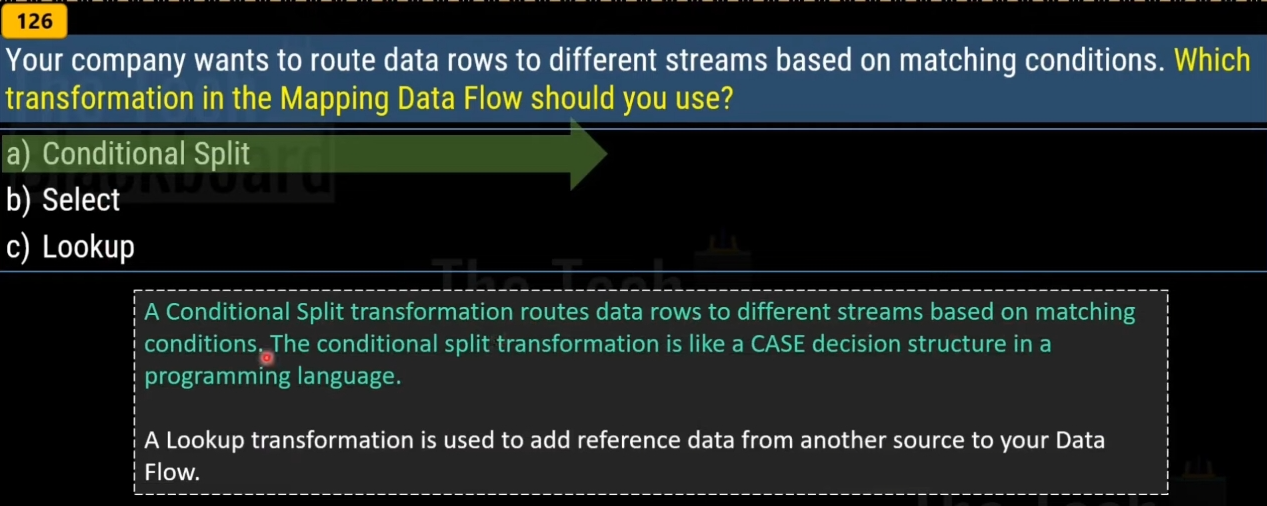 126
Your company wants to route data rows to different streams based on matching conditions. Which
transformation in the Mapping Data Flow should you use?
a) Conditional Split
b) Select
c) Lookup
The Tech
A Conditional Split transformation routes data rows to different streams based on matching
conditions. The conditional split transformation is like a CASE decision structure in a
programming language.
A Lookup transformation is used to add reference data from another source to your Data
Flow.